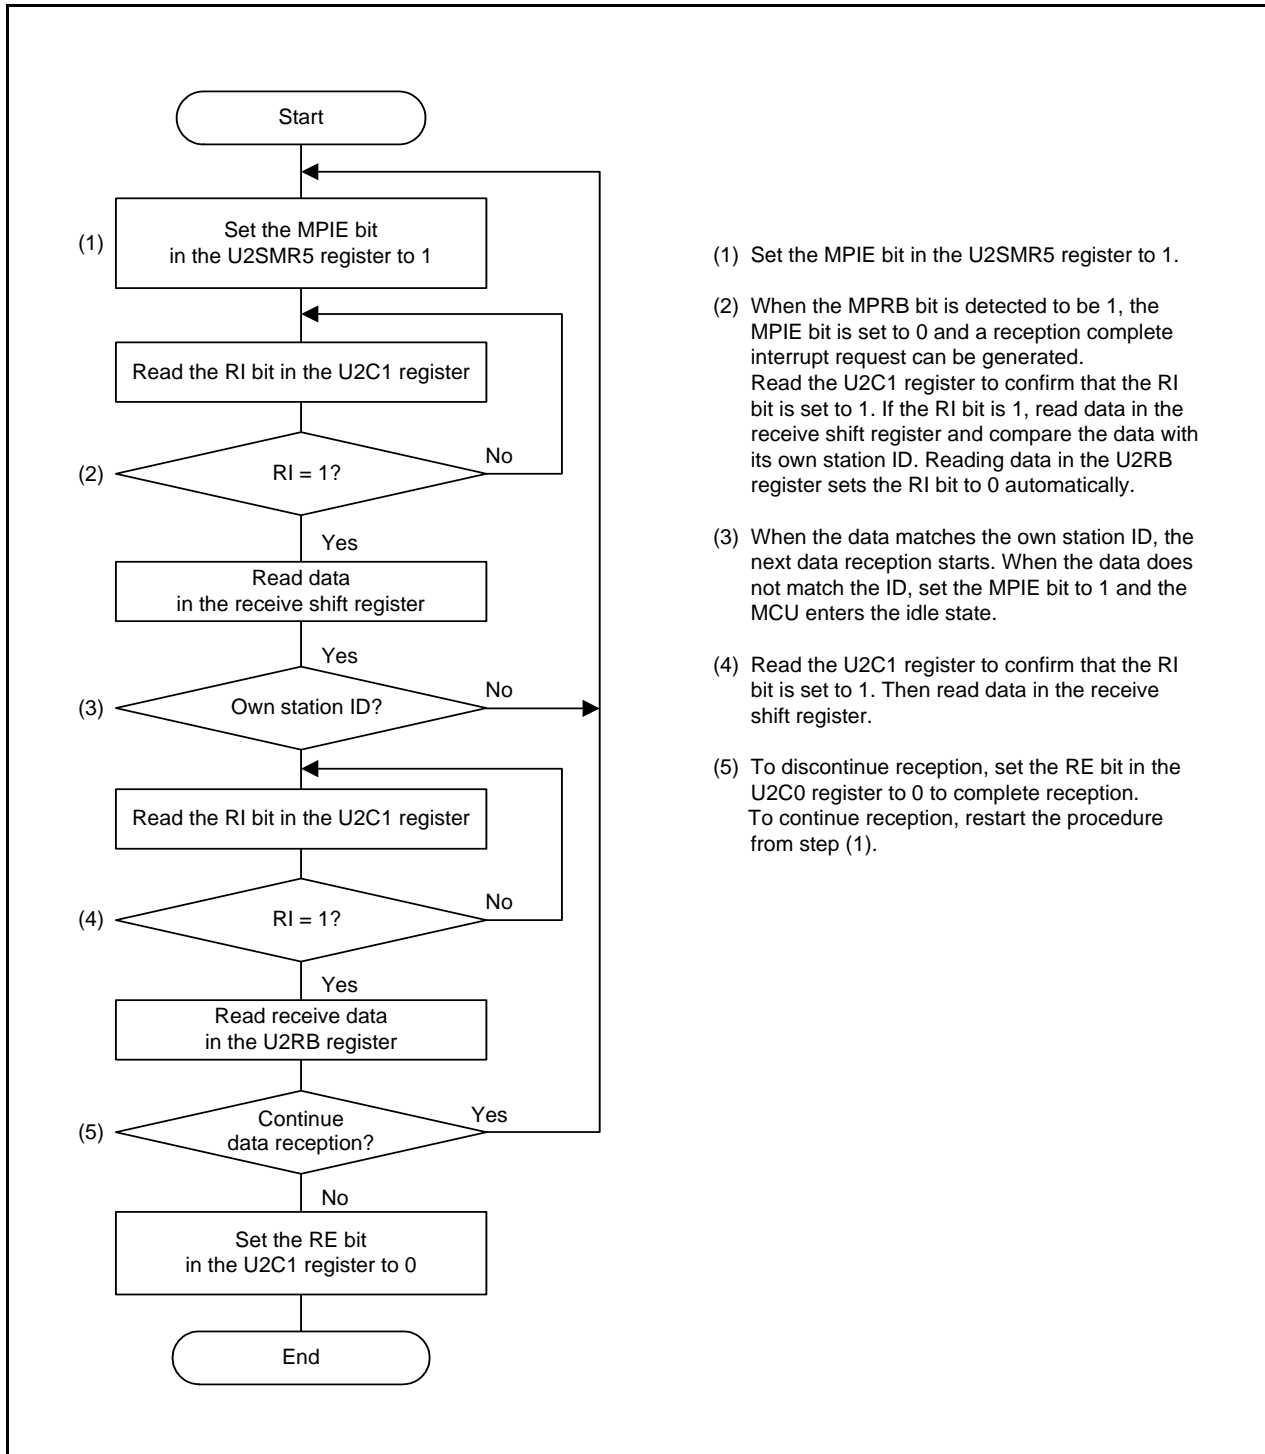 Start
(1)
Set the MPIE bit
in the U2SMR5 register to 1
Read the RI bit in the U2C1 register
(2)
RI = 1?
No
Yes
Read data
in the receive shift register
Yes
(3)
Own station ID?
No
Read the RI bit in the U2C1 register
(4)
RI = 1?
No
Yes
Read receive data
in the U2RB register
(5)
Continue
data reception?
Yes
No
Set the RE bit
in the U2C1 register to 0
End
(1) Set the MPIE bit in the U2SMR5 register to 1.
(2) When the MPRB bit is detected to be 1, the
MPIE bit is set to 0 and a reception complete
interrupt request can be generated.
Read the U2C1 register to confirm that the RI
bit is set to 1. If the RI bit is 1, read data in the
receive shift register and compare the data with
its own station ID. Reading data in the U2RB
register sets the RI bit to 0 automatically.
(3) When the data matches the own station ID, the
next data reception starts. When the data does
not match the ID, set the MPIE bit to 1 and the
MCU enters the idle state.
(4) Read the U2C1 register to confirm that the RI
bit is set to 1. Then read data in the receive
shift register.
(5) To discontinue reception, set the RE bit in the
U2C0 register to 0 to complete reception.
To continue reception, restart the procedure
from step (1).